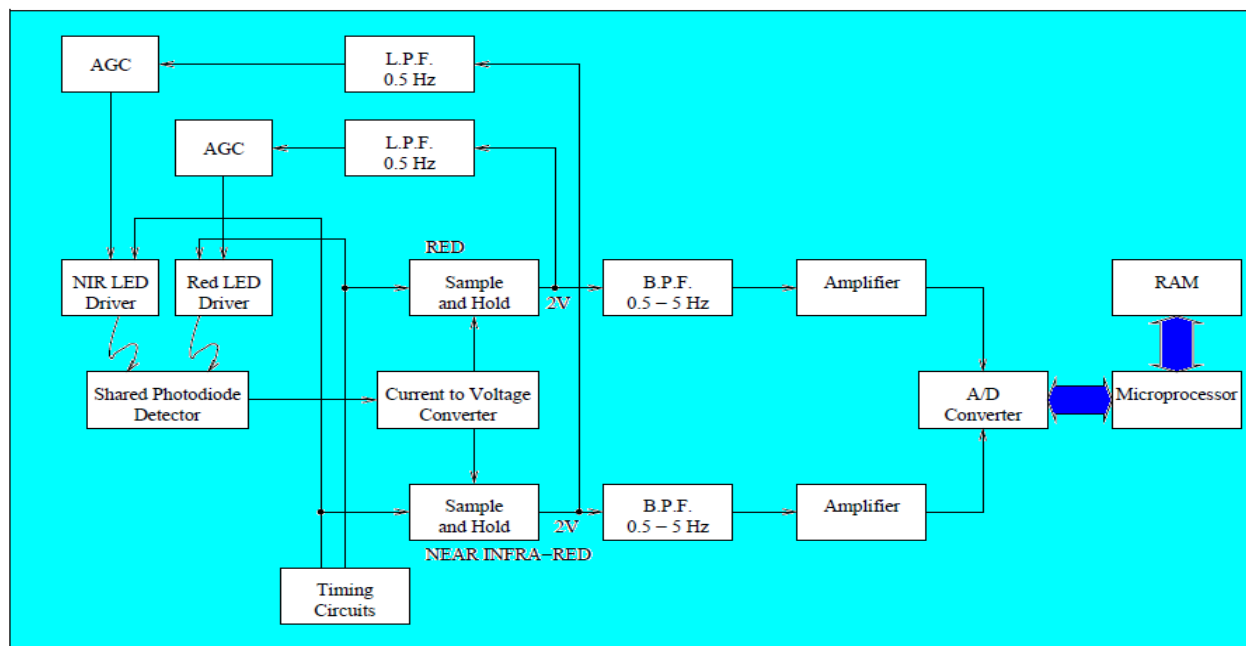 AGC
L.P.F.
0.5 Hz
AGC
L.P.F.
0.5 Hz
RED
NIR LED
Driver
Red LED
Driver
Sample
and Hold
2V
B.P.F.
0.5 – 5 Hz
Amplifier
RAM
Shared Photodiode
Detector
Current to Voltage
Converter
A/D
Converter
Microprocessor
Sample
and Hold
2V
B.P.F.
0.5 – 5 Hz
Amplifier
NEAR INFRA–RED
Timing
Circuits